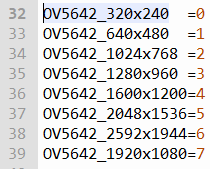 32 OV5642_320x240 =0
33 OV5642_640x480 =1
34 OV5642_1024x768 =2
35 OV5642_1280x960 =3
36 OV5642_1600x1200=4
37 OV5642_2048x1536=5
38 OV5642_2592x1944=6
39 OV5642_1920x1080=7